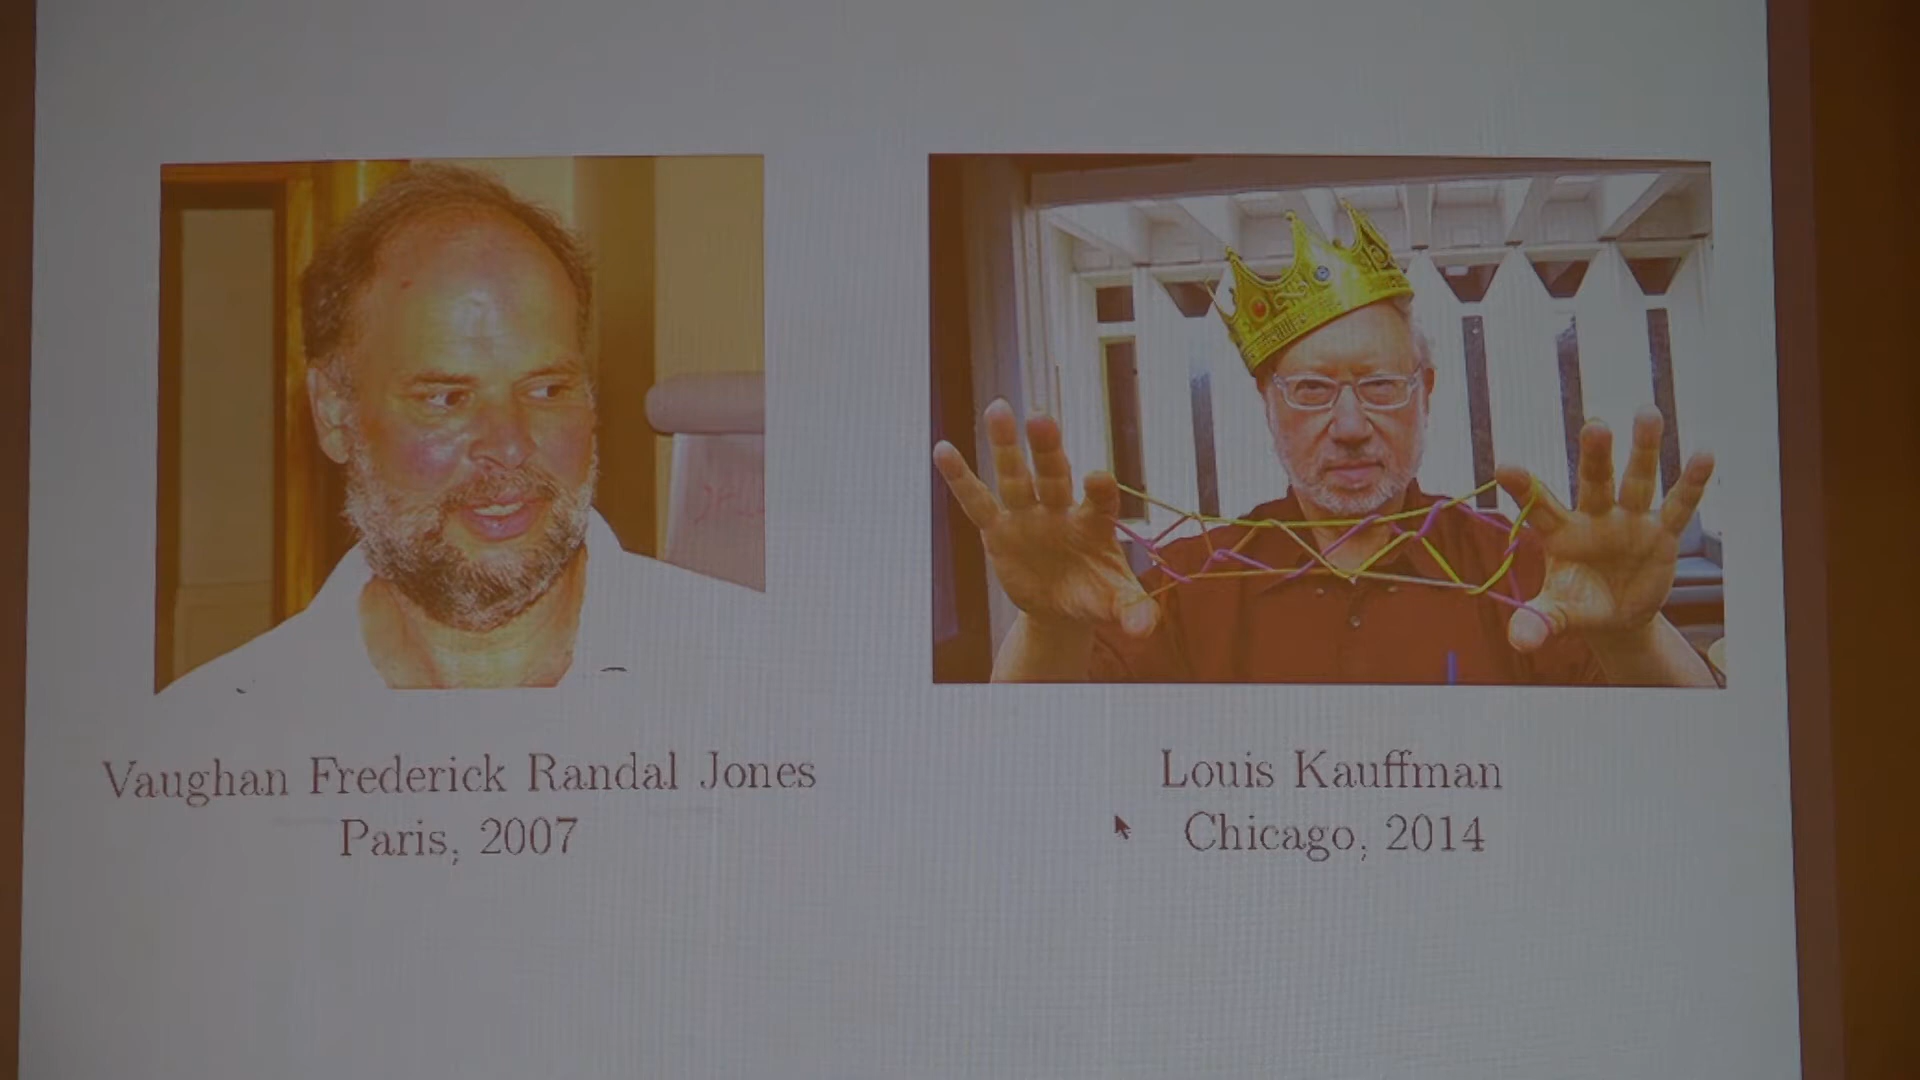 Vaughan Frederick Randal Jones
Paris, 2007
Louis Kauffman
Chicago, 2014